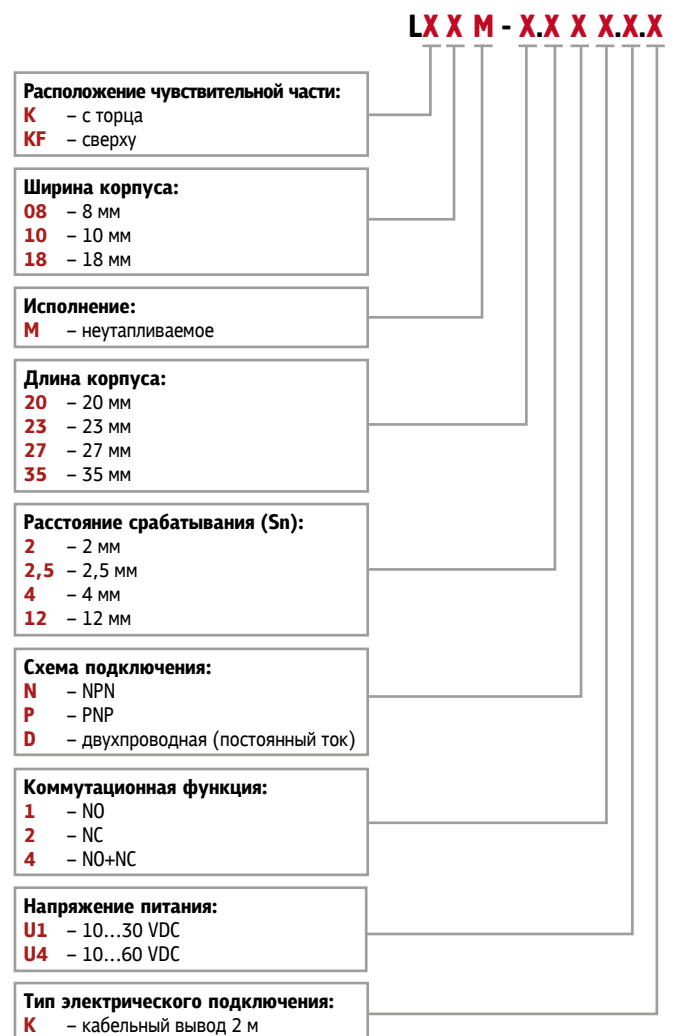 LX X M - X.X X X.X.X
Расположение чувствительной части:
K – с торца
KF – сверху
Ширина корпуса:
08 – 8 мм
10 – 10 мм
18 – 18 мм
Исполнение:
M – неутапливаемое
Длина корпуса:
20 – 20 мм
23 – 23 мм
27 – 27 мм
35 – 35 мм
Расстояние срабатывания (Sn):
2 – 2 мм
2,5 – 2,5 мм
4 – 4 мм
12 – 12 мм
Схема подключения:
N – NPN
P – PNP
D – двухпроводная (постоянный ток)
Коммутационная функция:
1 – NO
2 – NC
4 – NO+NC
Напряжение питания:
U1 – 10...30 VDC
U4 – 10...60 VDC
Тип электрического подключения:
K – кабельный вывод 2 м